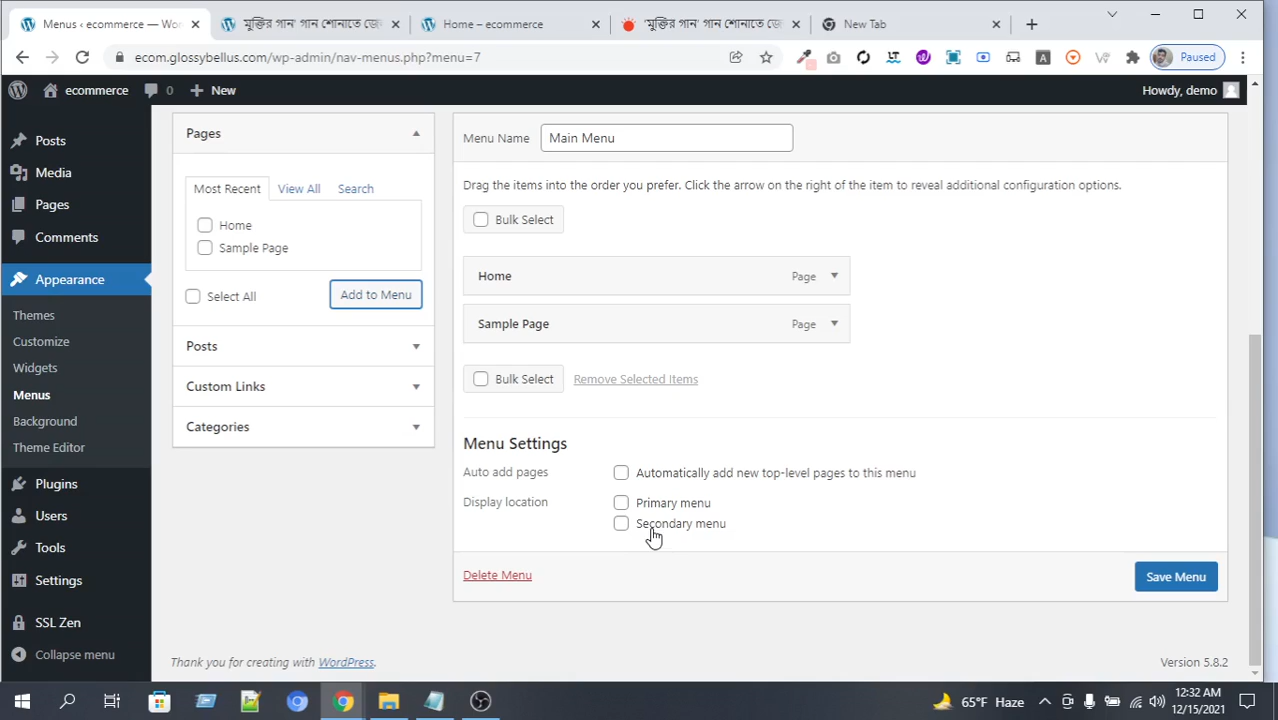 Menus ‹ ecommerce — Wo
'মুক্তির গান' গান শোনাতে জে
Home – ecommerce
'মুক্তির গান' গান শোনাতে জে
New Tab
ecom.glossybellus.com/wp-admin/nav-menus.php?menu=7
Paused
ecommerce
0
New
Howdy, demo
Posts
Media
Pages
Comments
Appearance
Themes
Customize
Widgets
Menus
Background
Theme Editor
Plugins
Users
Tools
Settings
SSL Zen
Collapse menu
Pages
Most Recent
View All
Search
Home
Sample Page
Select All
Add to Menu
Posts
Custom Links
Categories
Menu Name
Main Menu
Drag the items into the order you prefer. Click the arrow on the right of the item to reveal additional configuration options.
Bulk Select
Home
Page
Sample Page
Page
Bulk Select
Remove Selected Items
Menu Settings
Auto add pages
Automatically add new top-level pages to this menu
Display location
Primary menu
Secondary menu
Delete Menu
Save Menu
Thank you for creating with WordPress.
Version 5.8.2
65°F Haze
12:32 AM
12/15/2021